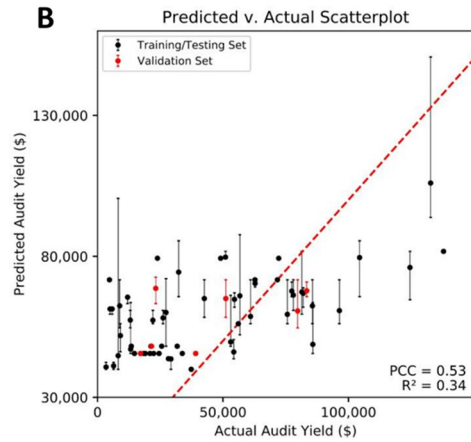 B
Predicted v. Actual Scatterplot
Training/Testing Set
Validation Set
Predicted Audit Yield ($)
130,000
80,000
30,000
PCC = 0.53
R² = 0.34
0
50,000
100,000
Actual Audit Yield ($)